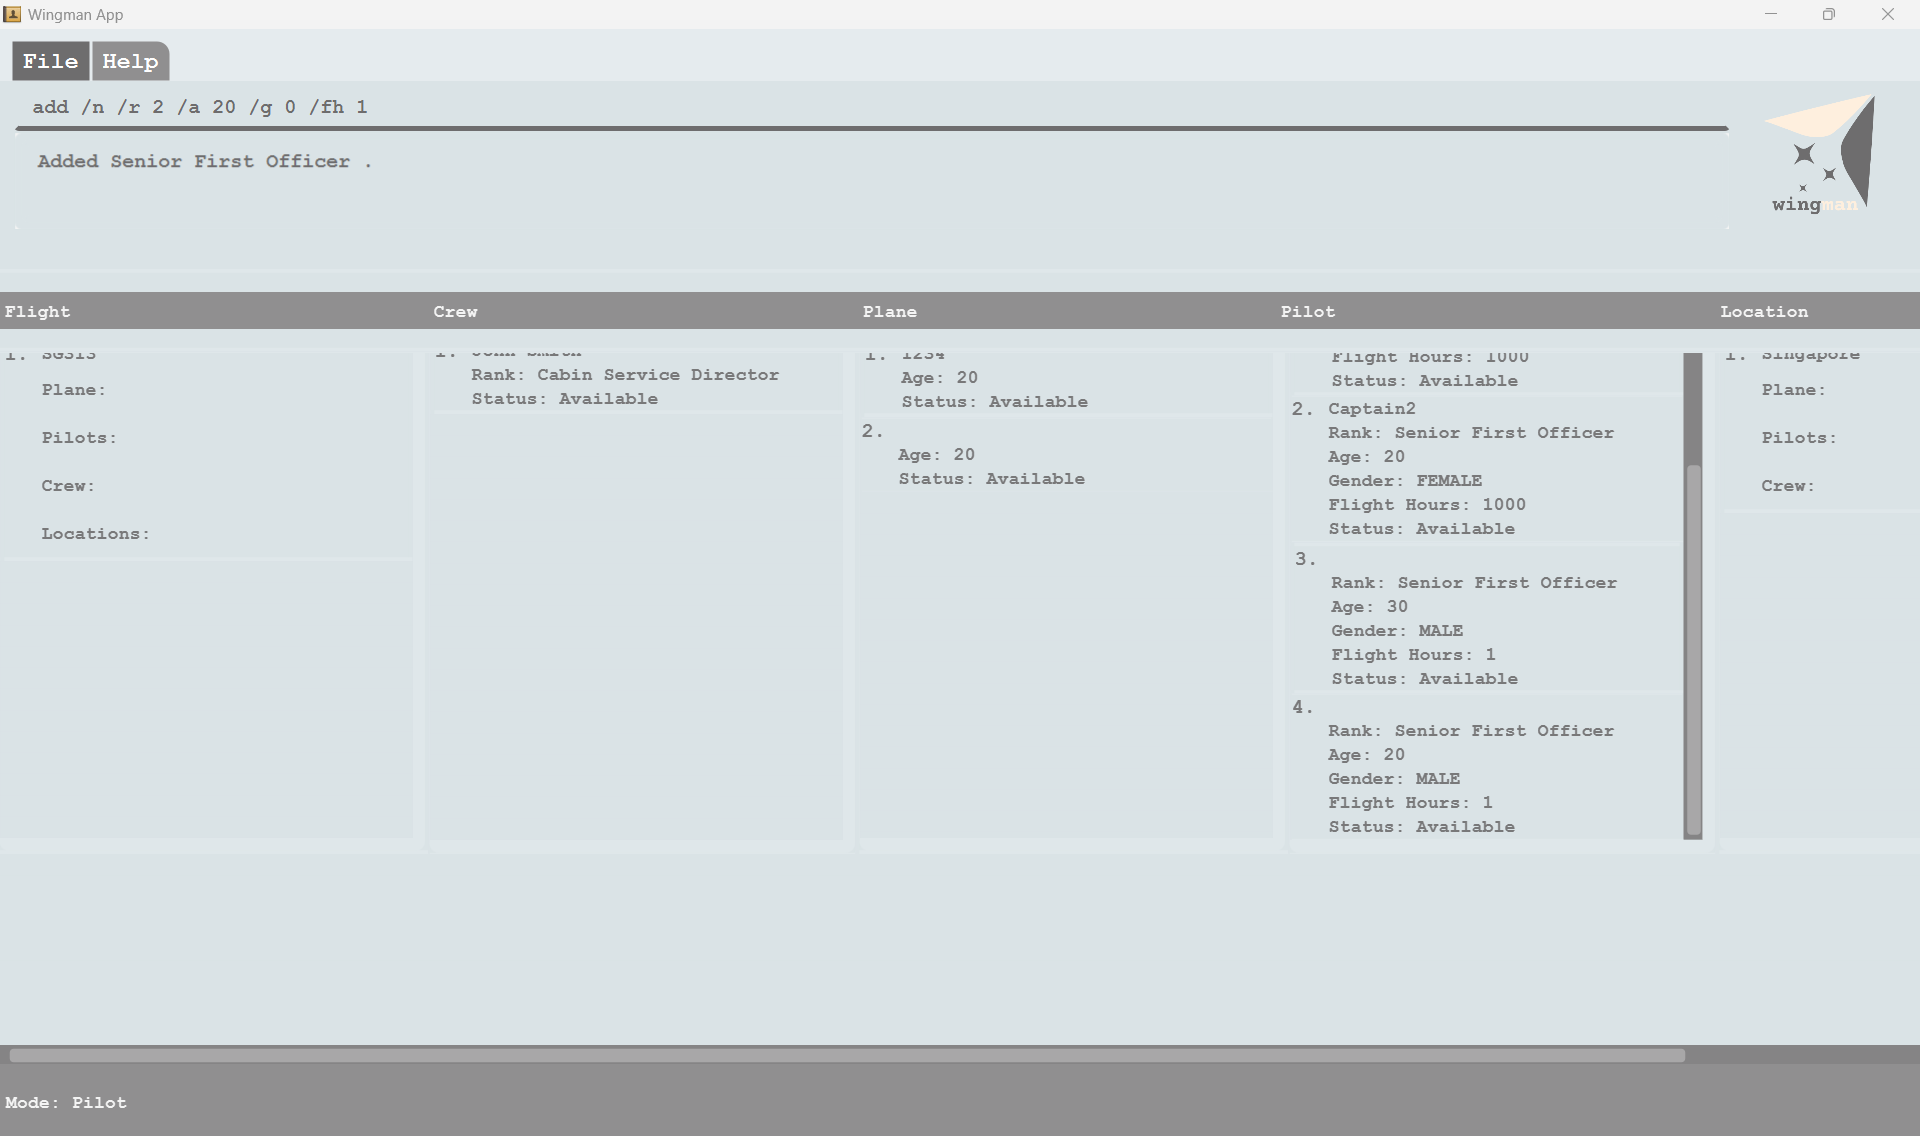 Wingman App
File Help
add /n /r 2 /a 20 /g 0 /fh 1
Added Senior First Officer .
wingman
Flight
Crew
Plane
Pilot
Location
1. SG313
Plane:
Pilots:
Crew:
Locations:
1. John Smith
Rank: Cabin Service Director
Status: Available
1. 1234
Age: 20
Status: Available
2.
Age: 20
Status: Available
Flight Hours: 1000
Status: Available
2. Captain2
Rank: Senior First Officer
Age: 20
Gender: FEMALE
Flight Hours: 1000
Status: Available
3.
Rank: Senior First Officer
Age: 30
Gender: MALE
Flight Hours: 1
Status: Available
4.
Rank: Senior First Officer
Age: 20
Gender: MALE
Flight Hours: 1
Status: Available
1. Singapore
Plane:
Pilots:
Crew:
Mode: Pilot